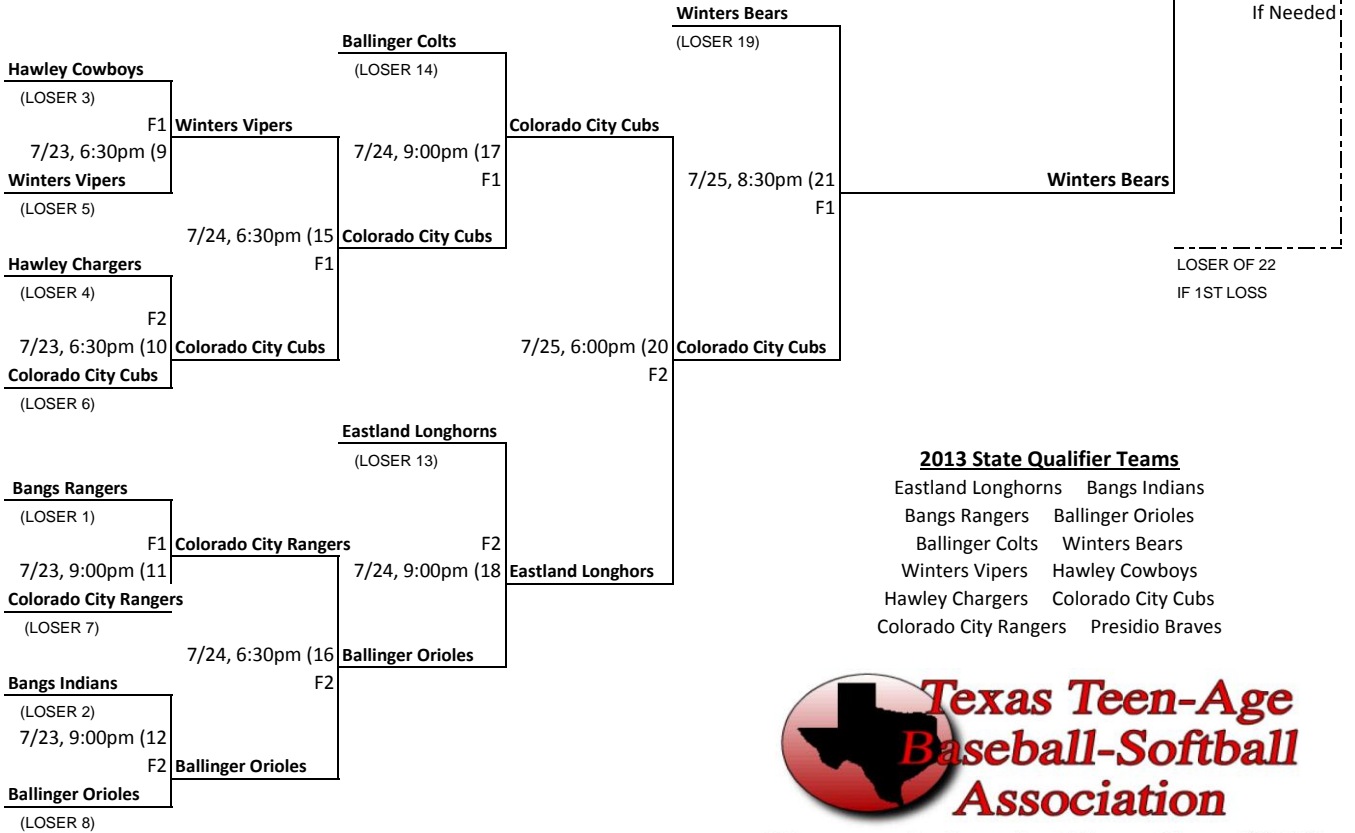 Winters Bears
If Needed
(LOSER 19)
Ballinger Colts
(LOSER 14)
Hawley Cowboys
(LOSER 3)
F1 Winters Vipers
Colorado City Cubs
7/23, 6:30pm (9
7/24, 9:00pm (17
Winters Vipers
F1
7/25, 8:30pm (21
Winters Bears
(LOSER 5)
F1
7/24, 6:30pm (15 Colorado City Cubs
Hawley Chargers
F1
LOSER OF 22
(LOSER 4)
IF 1ST LOSS
F2
7/23, 6:30pm (10 Colorado City Cubs
7/25, 6:00pm (20 Colorado City Cubs
Colorado City Cubs
F2
(LOSER 6)
Eastland Longhorns
(LOSER 13)
2013 State Qualifier Teams
Eastland Longhorns Bangs Indians
Bangs Rangers
(LOSER 1)
Bangs Rangers Ballinger Orioles
F1 Colorado City Rangers
F2
Ballinger Colts Winters Bears
7/23, 9:00pm (11
7/24, 9:00pm (18 Eastland Longhors
Winters Vipers Hawley Cowboys
Colorado City Rangers
Hawley Chargers Colorado City Cubs
(LOSER 7)
Colorado City Rangers Presidio Braves
7/24, 6:30pm (16 Ballinger Orioles
Bangs Indians
F2
(LOSER 2)
7/23, 9:00pm (12
F2 Ballinger Orioles
Ballinger Orioles
(LOSER 8)
Texas Teen-Age
Baseball-Softball
Association